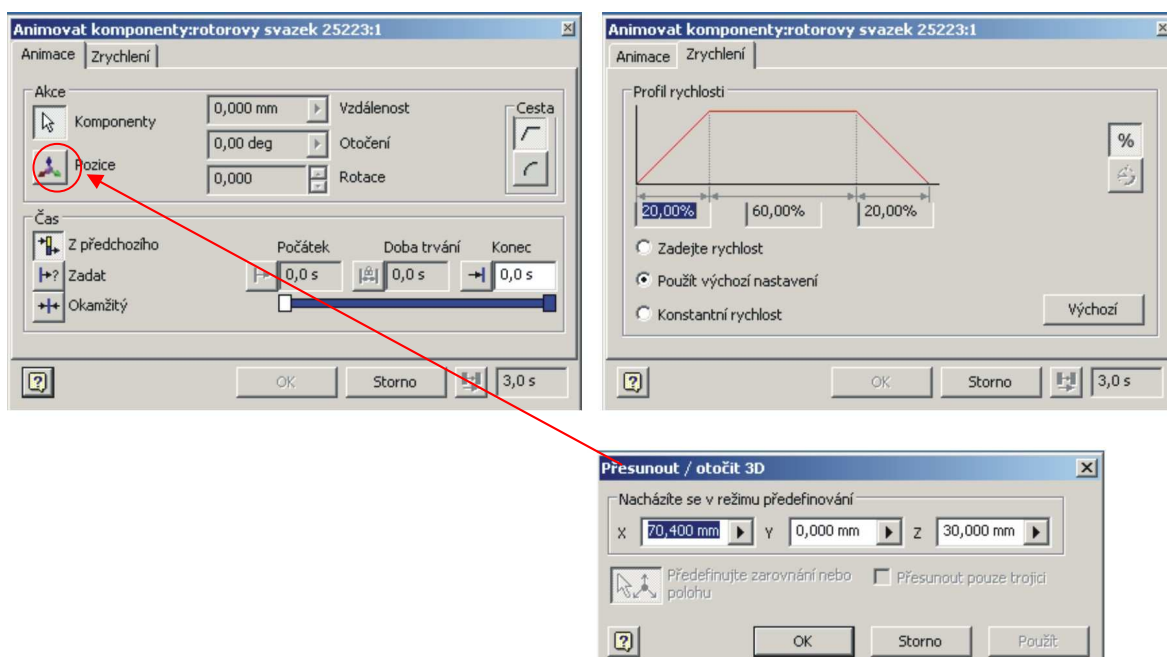 Animovat komponenty:rotorovy svazek 25223:1
Animace Zrychlení
Akce
Komponenty
Pozice
0,000 mm Vzdálenost
0,00 deg Otočení
0,000 Rotace
Cesta
Čas
Z předchozího
Zadat
Okamžitý
Počátek Doba trvání Konec
0,0 s 0,0 s 0,0 s
OK Storno 3,0 s
Animovat komponenty:rotorovy svazek 25223:1
Animace Zrychlení
Profil rychlosti
%
20,00% 60,00% 20,00%
Zadejte rychlost
Použít výchozí nastavení
Konstantní rychlost
Výchozí
OK Storno 3,0 s
Přesunout / otočit 3D
Nacházíte se v režimu předefinování
X 70,400 mm Y 0,000 mm Z 30,000 mm
Předefinujte zarovnání nebo
polohu
Přesunout pouze trojici
OK Storno Použít